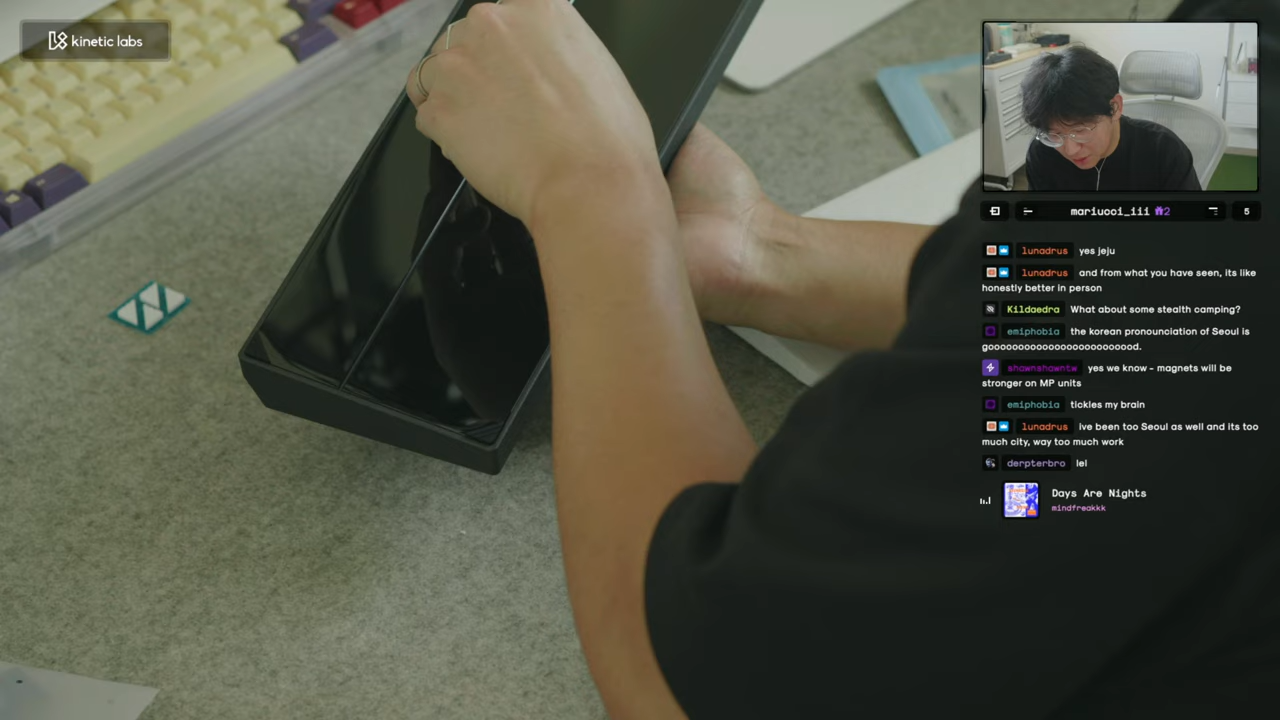 kinetic labs
mariucci_iii 2
5
lunadrus yes jeju
lunadrus and from what you have seen, its like
honestly better in person
Kildaedra What about some stealth camping?
emiphobia the korean pronounciation of Seoul is
goooooooooooooooooooooooood.
shawnshawntw yes we know - magnets will be
stronger on MP units
emiphobia tickles my brain
lunadrus ive been too Seoul as well and its too
much city, way too much work
derpterbro lel
Days Are Nights
mindfreakkk